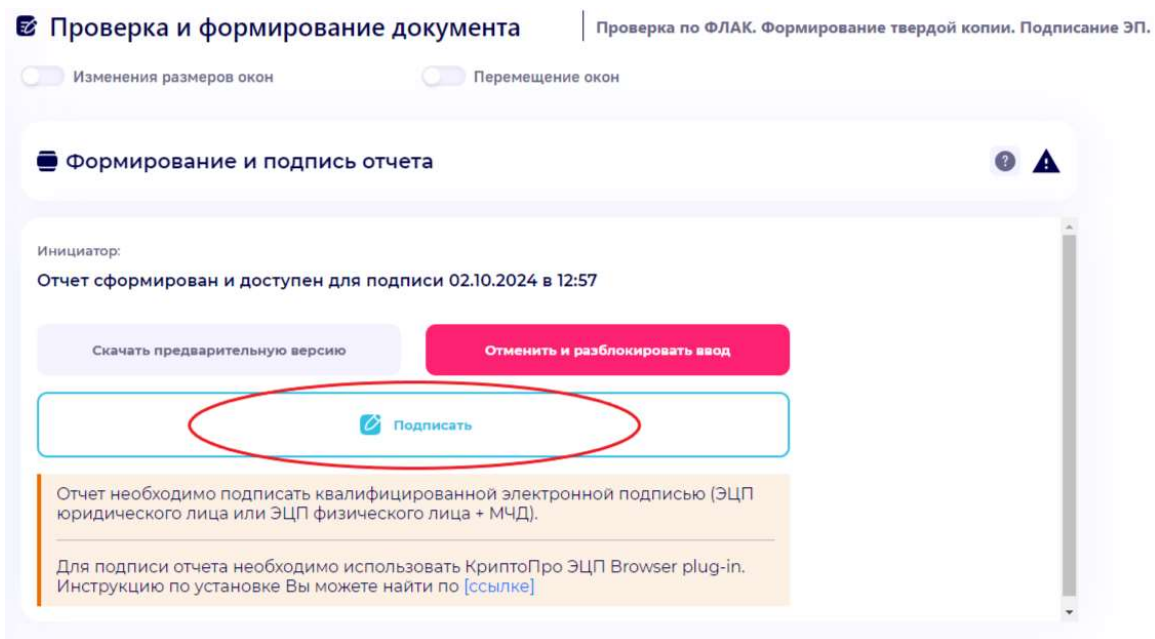 Проверка и формирование документа
Проверка по ФЛАК. Формирование твердой копии. Подписание ЭП.
Изменения размеров окон
Перемещение окон
Формирование и подпись отчета
Инициатор:
Отчет сформирован и доступен для подписи 02.10.2024 в 12:57
Скачать предварительную версию
Отменить и разблокировать ввод
Подписать
Отчет необходимо подписать квалифицированной электронной подписью (ЭЦП
юридического лица или ЭЦП физического лица + МЧД).
Для подписи отчета необходимо использовать КриптоПро ЭЦП Browser plug-in.
Инструкцию по установке Вы можете найти по [ссылке]